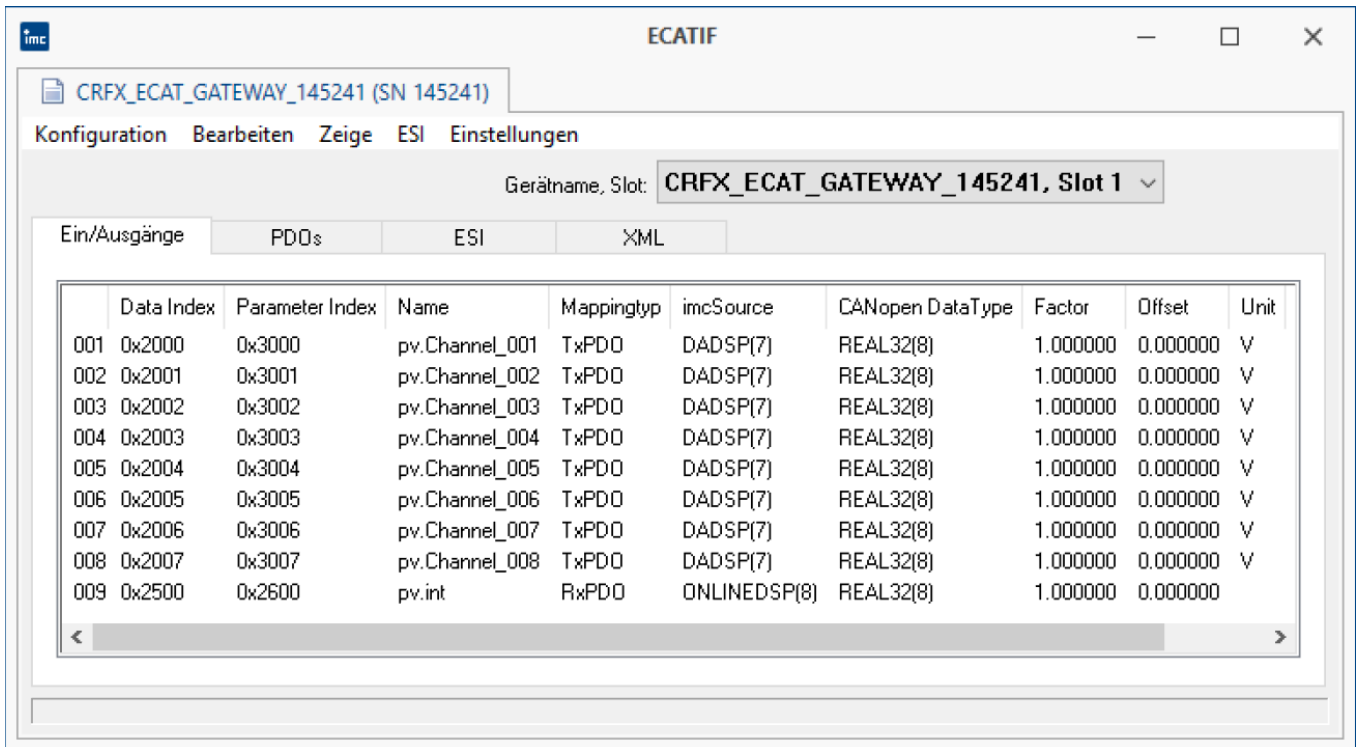 imc ECATIF
CRFX_ECAT_GATEWAY_145241 (SN 145241)
Konfiguration Bearbeiten Zeige ESI Einstellungen
Gerätname, Slot: CRFX_ECAT_GATEWAY_145241, Slot 1
Ein/Ausgänge PDOs ESI XML
Data Index Parameter Index Name Mappingtyp imcSource CANopen DataType Factor Offset Unit
001 0x2000 0x3000 pv.Channel_001 TxPDO DADSP(7) REAL32(8) 1.000000 0.000000 V
002 0x2001 0x3001 pv.Channel_002 TxPDO DADSP(7) REAL32(8) 1.000000 0.000000 V
003 0x2002 0x3002 pv.Channel_003 TxPDO DADSP(7) REAL32(8) 1.000000 0.000000 V
004 0x2003 0x3003 pv.Channel_004 TxPDO DADSP(7) REAL32(8) 1.000000 0.000000 V
005 0x2004 0x3004 pv.Channel_005 TxPDO DADSP(7) REAL32(8) 1.000000 0.000000 V
006 0x2005 0x3005 pv.Channel_006 TxPDO DADSP(7) REAL32(8) 1.000000 0.000000 V
007 0x2006 0x3006 pv.Channel_007 TxPDO DADSP(7) REAL32(8) 1.000000 0.000000 V
008 0x2007 0x3007 pv.Channel_008 TxPDO DADSP(7) REAL32(8) 1.000000 0.000000 V
009 0x2500 0x2600 pv.int RxPDO ONLINEDSP(8) REAL32(8) 1.000000 0.000000